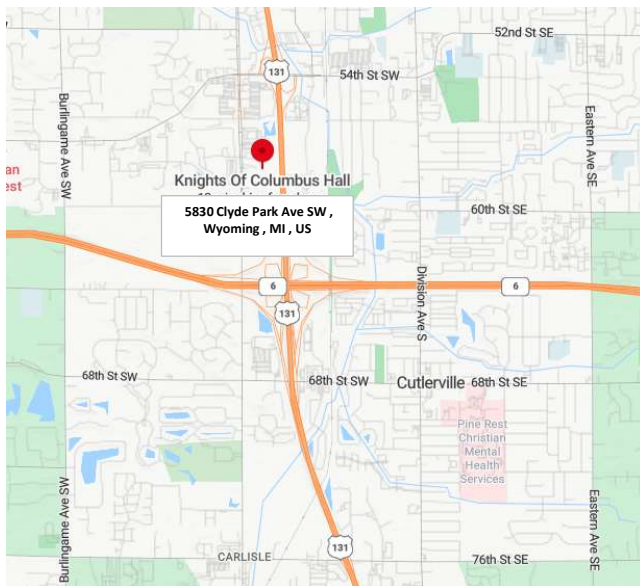 52nd St SE
131
54th St SW
Burlingame Ave SW
Eastern Ave SE
Knights Of Columbus Hall
5830 Clyde Park Ave SW ,
Wyoming , MI , US
60th St SE
Division Ave S
6
6
131
68th St SW
68th St SW
Cutlerville
68th St SE
Pine Rest
Christian
Mental
Health
Services
Burlingame Ave SW
Eastern Ave SE
CARLISLE
131
76th St SE